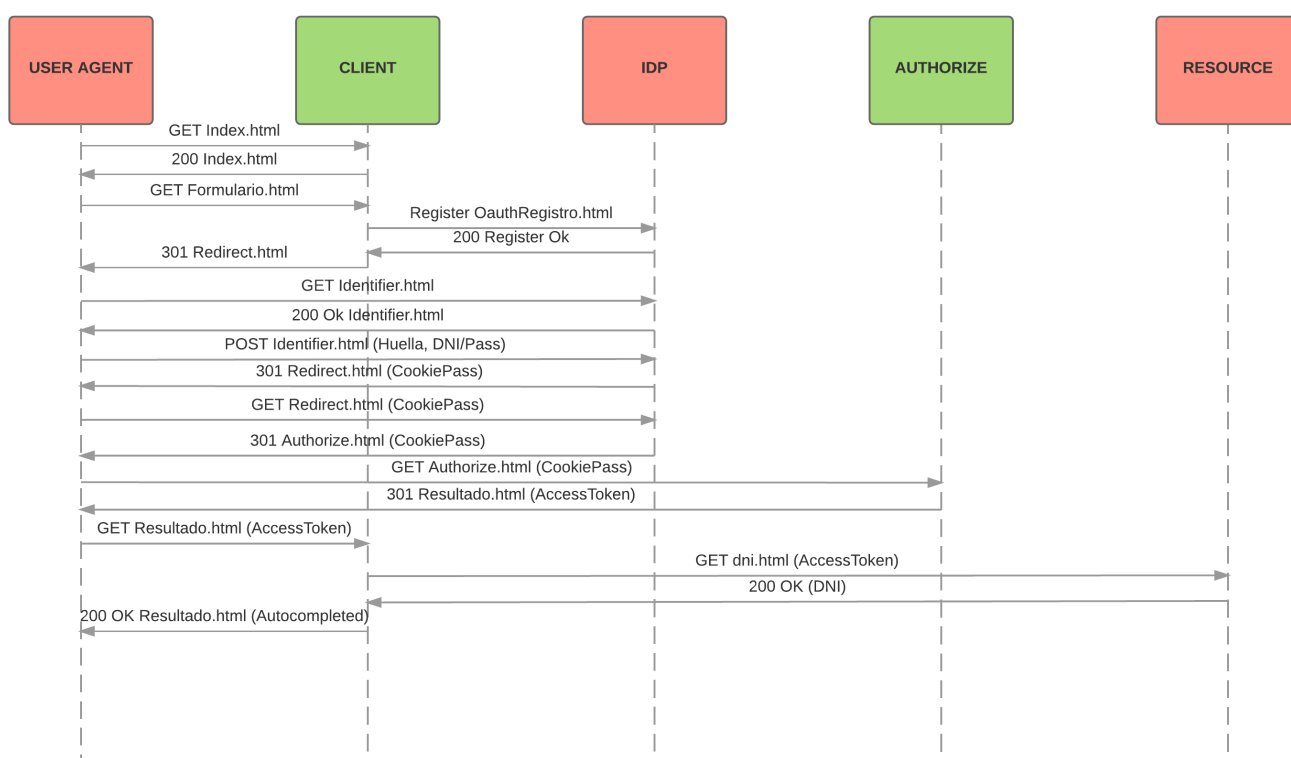 USER AGENT
CLIENT
IDP
AUTHORIZE
RESOURCE
GET Index.html
200 Index.html
GET Formulario.html
Register OauthRegistro.html
200 Register Ok
301 Redirect.html
GET Identifier.html
200 Ok Identifier.html
POST Identifier.html (Huella, DNI/Pass)
301 Redirect.html (CookiePass)
GET Redirect.html (CookiePass)
301 Authorize.html (CookiePass)
GET Authorize.html (CookiePass)
301 Resultado.html (AccessToken)
GET Resultado.html (AccessToken)
GET dni.html (AccessToken)
200 OK (DNI)
200 OK Resultado.html (Autocompleted)